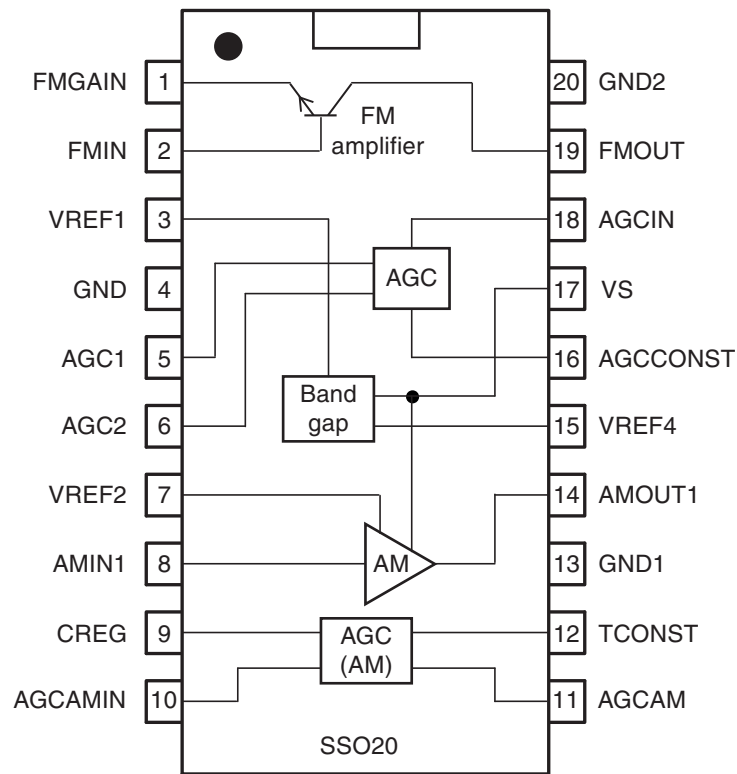 FMGAIN 1
20 GND2
FM
amplifier
FMIN 2
19 FMOUT
VREF1 3
18 AGCIN
AGC
GND 4
17 VS
AGC1 5
16 AGCCONST
Band
gap
AGC2 6
15 VREF4
VREF2 7
14 AMOUT1
AMIN1 8
AM
13 GND1
CREG 9
AGC
(AM)
12 TCONST
AGCAMIN 10
11 AGCAM
SSO20